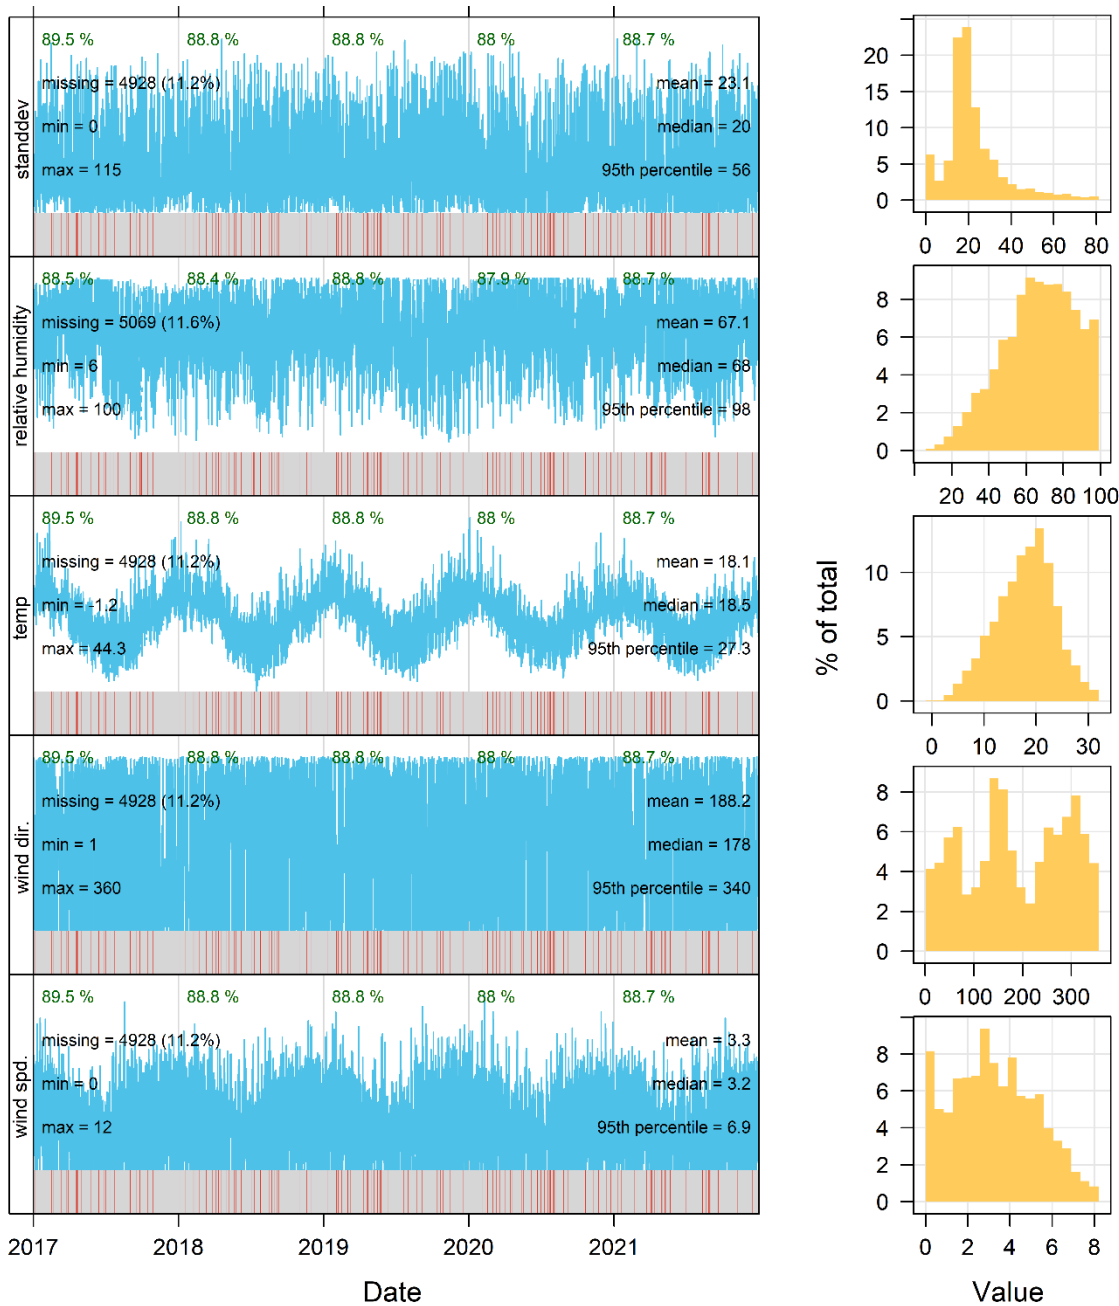 89.5 % 88.8 % 88.8 % 88 % 88.7 %
missing = 4928 (11.2%) mean = 23.1
min = 0 median = 20
max = 115 95th percentile = 56
standdev
20
15
10
5
0
0 20 40 60 80
88.5 % 88.4 % 88.8 % 87.9 % 88.7 %
missing = 5069 (11.6%) mean = 67.1
min = 6 median = 68
max = 100 95th percentile = 98
relative humidity
8
6
4
2
0
20 40 60 80 100
89.5 % 88.8 % 88.8 % 88 % 88.7 %
missing = 4928 (11.2%) mean = 18.1
min = -1.2 median = 18.5
max = 44.3 95th percentile = 27.3
temp
% of total
10
5
0
0 10 20 30
89.5 % 88.8 % 88.8 % 88 % 88.7 %
missing = 4928 (11.2%) mean = 188.2
min = 1 median = 178
max = 360 95th percentile = 340
wind dir.
8
6
4
2
0
0 100 200 300
89.5 % 88.8 % 88.8 % 88 % 88.7 %
missing = 4928 (11.2%) mean = 3.3
min = 0 median = 3.2
max = 12 95th percentile = 6.9
wind spd.
8
6
4
2
0
0 2 4 6 8
2017 2018 2019 2020 2021
Date Value